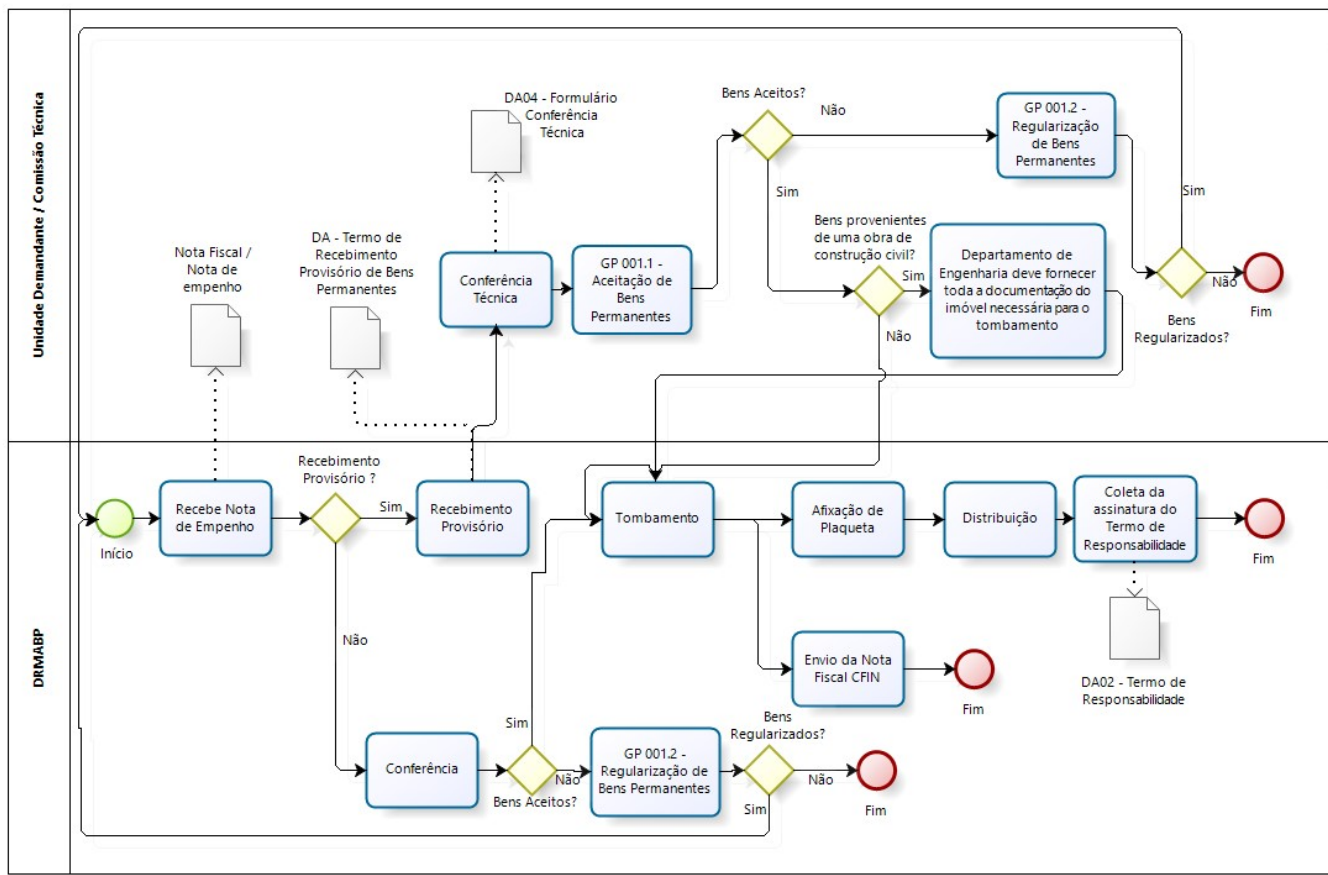 Unidade Demandante / Comissão Técnica
DA04 - Formulário
Conferência
Técnica
Bens Aceitos?
Não
GP 001.2 -
Regularização
de Bens
Permanentes
Sim
Sim
Nota Fiscal /
Nota de
empenho
DA - Termo de
Recebimento
Provisório de Bens
Permanentes
Conferência
Técnica
GP 001.1 -
Aceitação de
Bens
Permanentes
Bens provenientes
de uma obra de
construção civil?
Sim
Não
Departamento de
Engenharia deve fornecer
toda a documentação do
imóvel necessária para o
tombamento
Não
Bens
Regularizados?
Fim
DRMABP
Início
Recebe Nota
de Empenho
Recebimento
Provisório ?
Sim
Não
Recebimento
Provisório
Tombamento
Afixação de
Plaqueta
Distribuição
Coleta da
assinatura do
Termo de
Responsabilidade
Fim
DA02 - Termo de
Responsabilidade
Envio da Nota
Fiscal CFIN
Fim
Conferência
Sim
Bens Aceitos?
Não
GP 001.2 -
Regularização de
Bens Permanentes
Bens
Regularizados?
Não
Sim
Fim